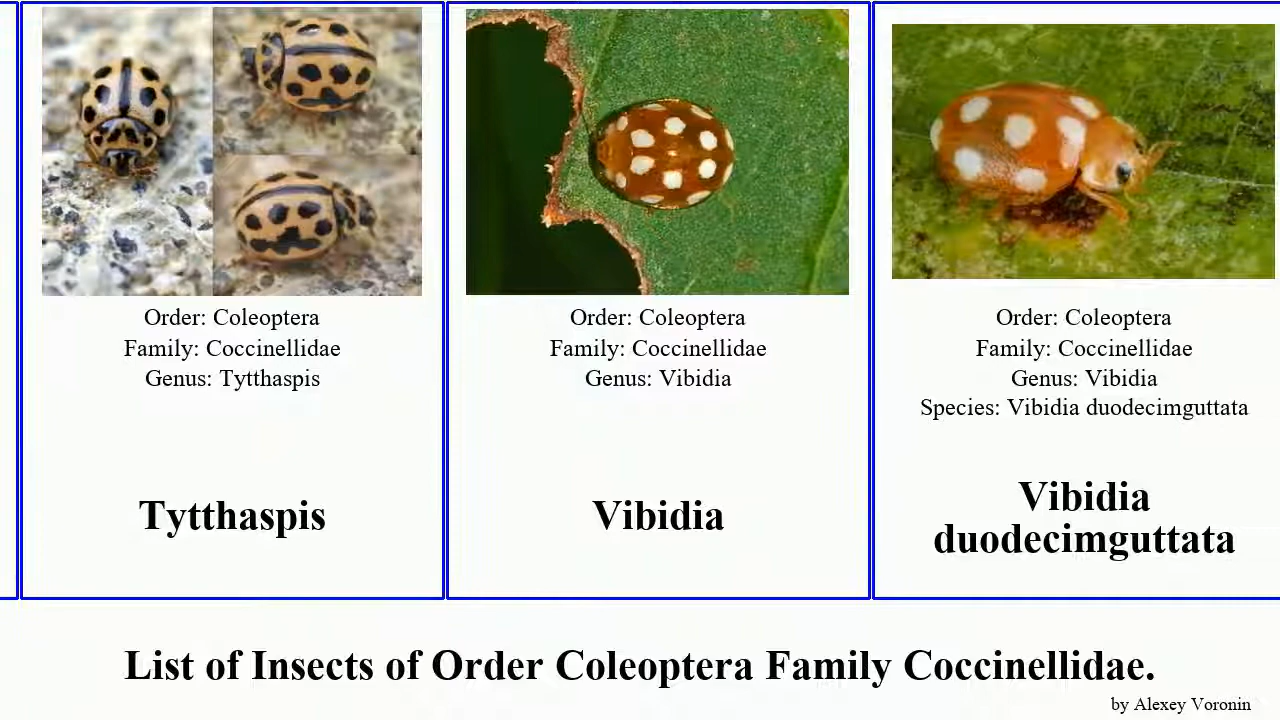 Order: Coleoptera
Family: Coccinellidae
Genus: Tytthaspis
Tytthaspis
Order: Coleoptera
Family: Coccinellidae
Genus: Vibidia
Vibidia
Order: Coleoptera
Family: Coccinellidae
Genus: Vibidia
Species: Vibidia duodecimguttata
Vibidia
duodecimguttata
List of Insects of Order Coleoptera Family Coccinellidae.
by Alexey Voronin